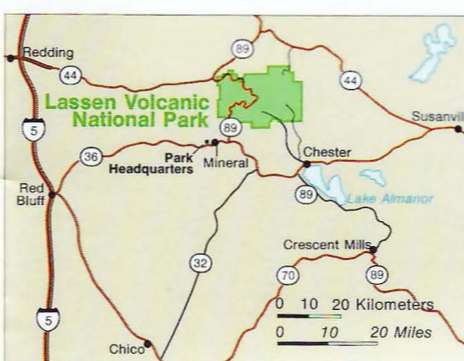 Redding
89
44
44
Lassen Volcanic
National Park
Susanvil
5
89
36
Park
Headquarters
Mineral
Chester
Red
Bluff
89
Lake Almanor
32
Crescent Mills
70
89
0 10 20 Kilometers
0 10 20 Miles
5
Chico